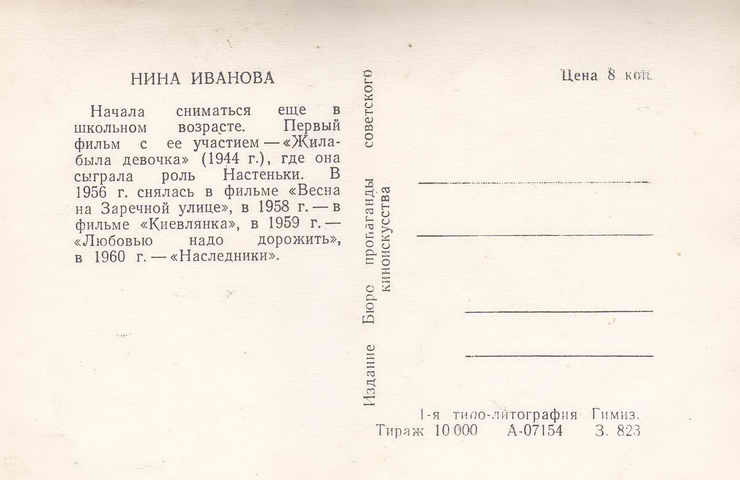 НИНА ИВАНОВА
Начала сниматься еще в
школьном возрасте. Первый
фильм с ее участием — «Жила-
была девочка» (1944 г.), где она
сыграла роль Настеньки. В
1956 г. снялась в фильме «Весна
на Заречной улице», в 1958 г. — в
фильме «Киевлянка», в 1959 г. —
«Любовью надо дорожить»,
в 1960 г. — «Наследники».
Издание Бюро пропаганды советского
киноискусства
Цена 8 коп.
1-я типо-литография Гимиз.
Тираж 10 000 А-07154 З. 823